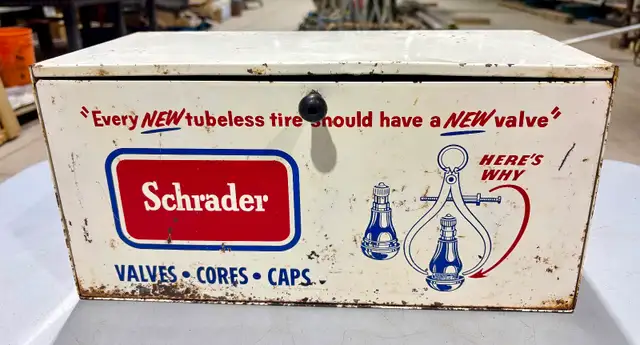 "Every NEW tubeless tire should have a NEW valve"
HERE'S
WHY
Schrader
VALVES • CORES • CAPS